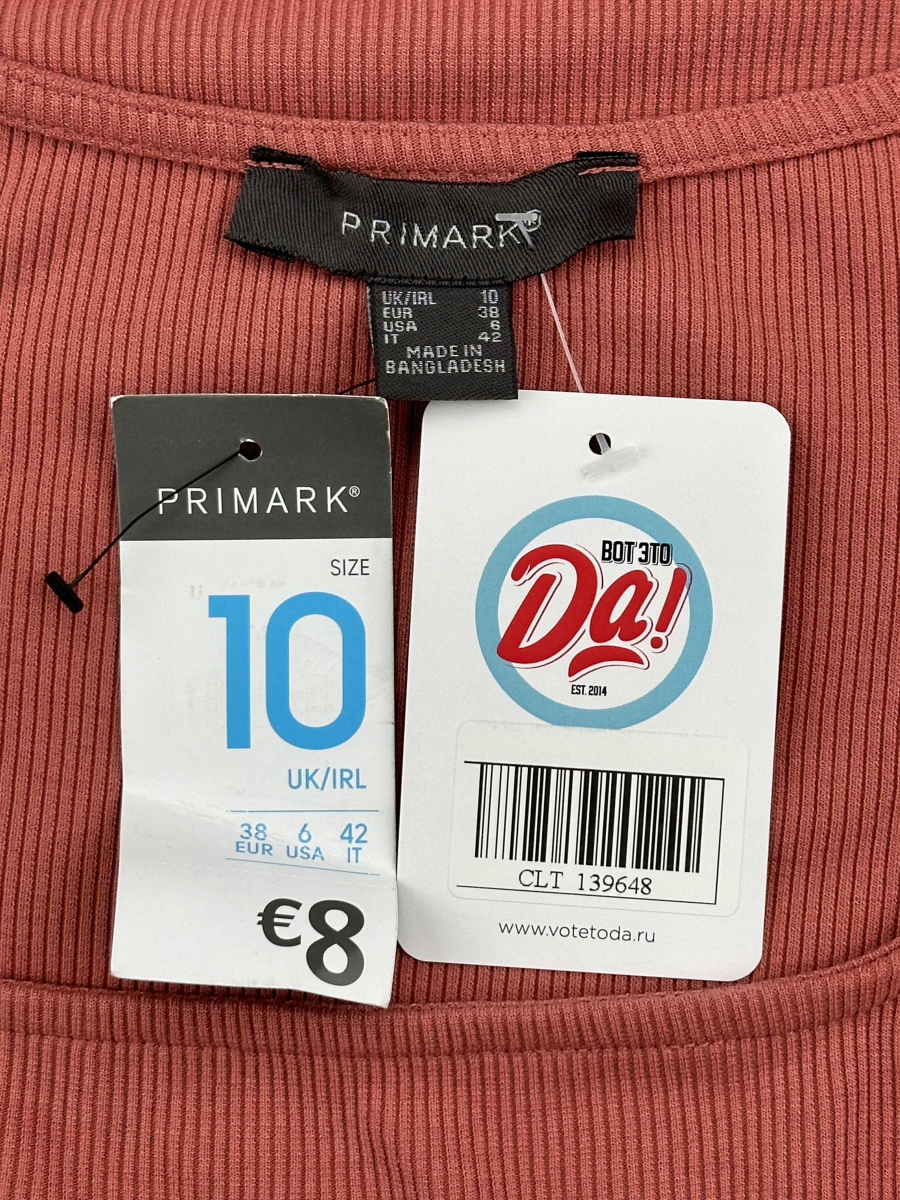 PRIMARK
UK/IRL 10
EUR 38
USA 6
IT 42
MADE IN
BANGLADESH
PRIMARK®
SIZE
10
UK/IRL
38 6 42
EUR USA IT
€8
ВОТ ЭТО
Да!
EST. 2014
CLT 139648
www.votetoda.ru